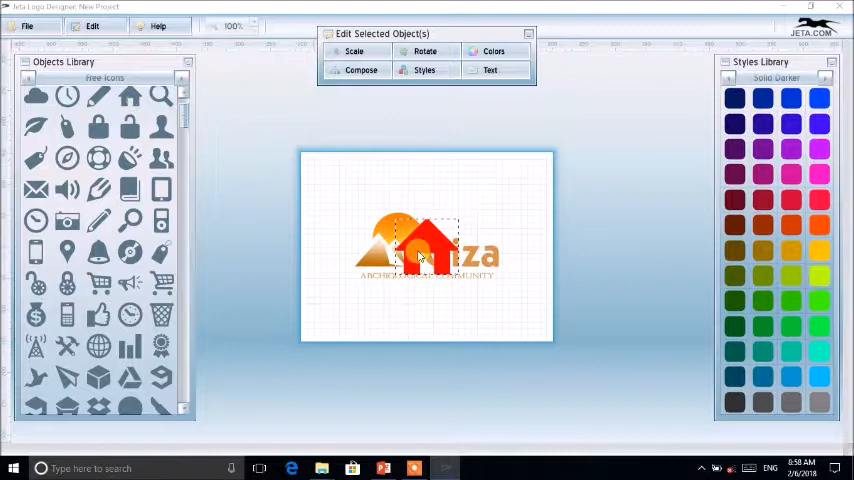 Jeta Logo Designer: New Project
File
Edit
Help
100%
Edit Selected Object(s)
Scale
Rotate
Colors
Compose
Styles
Text
JETA.COM
Objects Library
Free Icons
Styles Library
Solid Darker
iza
ARCHIOLOGICAL COMMUNITY
Type here to search
ENG
8:58 AM
2/6/2018